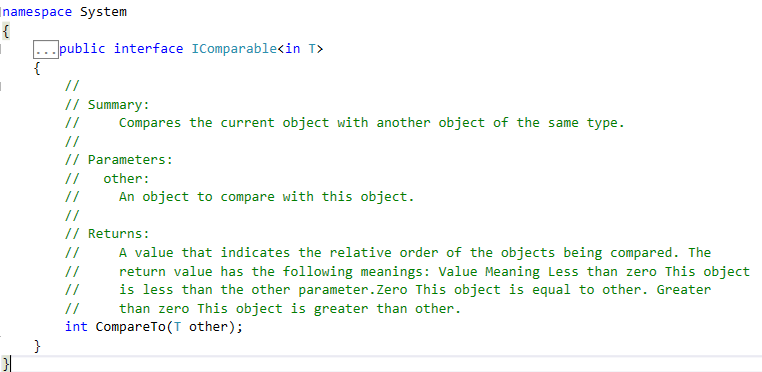 namespace System
{
...public interface IComparable<in T>
{
//
// Summary:
//     Compares the current object with another object of the same type.
//
// Parameters:
//   other:
//     An object to compare with this object.
//
// Returns:
//     A value that indicates the relative order of the objects being compared. The
//     return value has the following meanings: Value Meaning Less than zero This object
//     is less than the other parameter.Zero This object is equal to other. Greater
//     than zero This object is greater than other.
int CompareTo(T other);
}
}